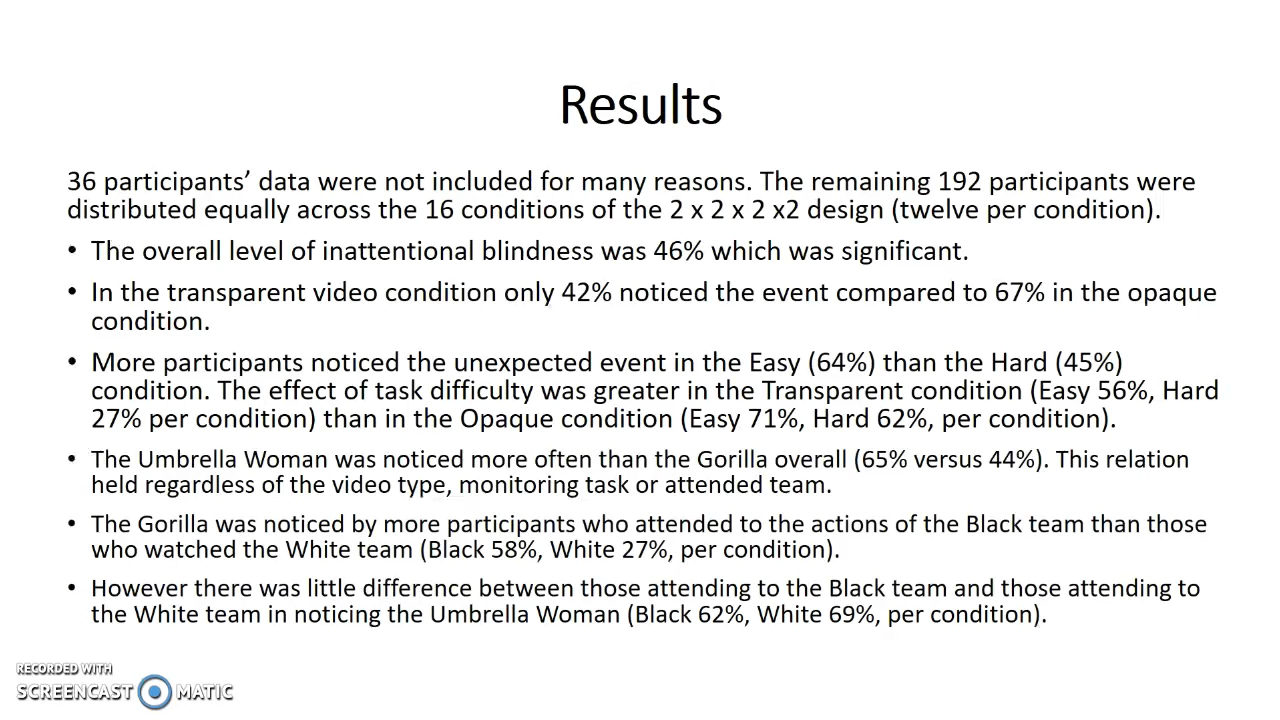 Results
36 participants’ data were not included for many reasons. The remaining 192 participants were
distributed equally across the 16 conditions of the 2 x 2 x 2 x2 design (twelve per condition).
• The overall level of inattentional blindness was 46% which was significant.
• In the transparent video condition only 42% noticed the event compared to 67% in the opaque
condition.
• More participants noticed the unexpected event in the Easy (64%) than the Hard (45%)
condition. The effect of task difficulty was greater in the Transparent condition (Easy 56%, Hard
27% per condition) than in the Opaque condition (Easy 71%, Hard 62%, per condition).
• The Umbrella Woman was noticed more often than the Gorilla overall (65% versus 44%). This relation
held regardless of the video type, monitoring task or attended team.
• The Gorilla was noticed by more participants who attended to the actions of the Black team than those
who watched the White team (Black 58%, White 27%, per condition).
• However there was little difference between those attending to the Black team and those attending to
the White team in noticing the Umbrella Woman (Black 62%, White 69%, per condition).
RECORDED WITH
SCREENCAST MATIC